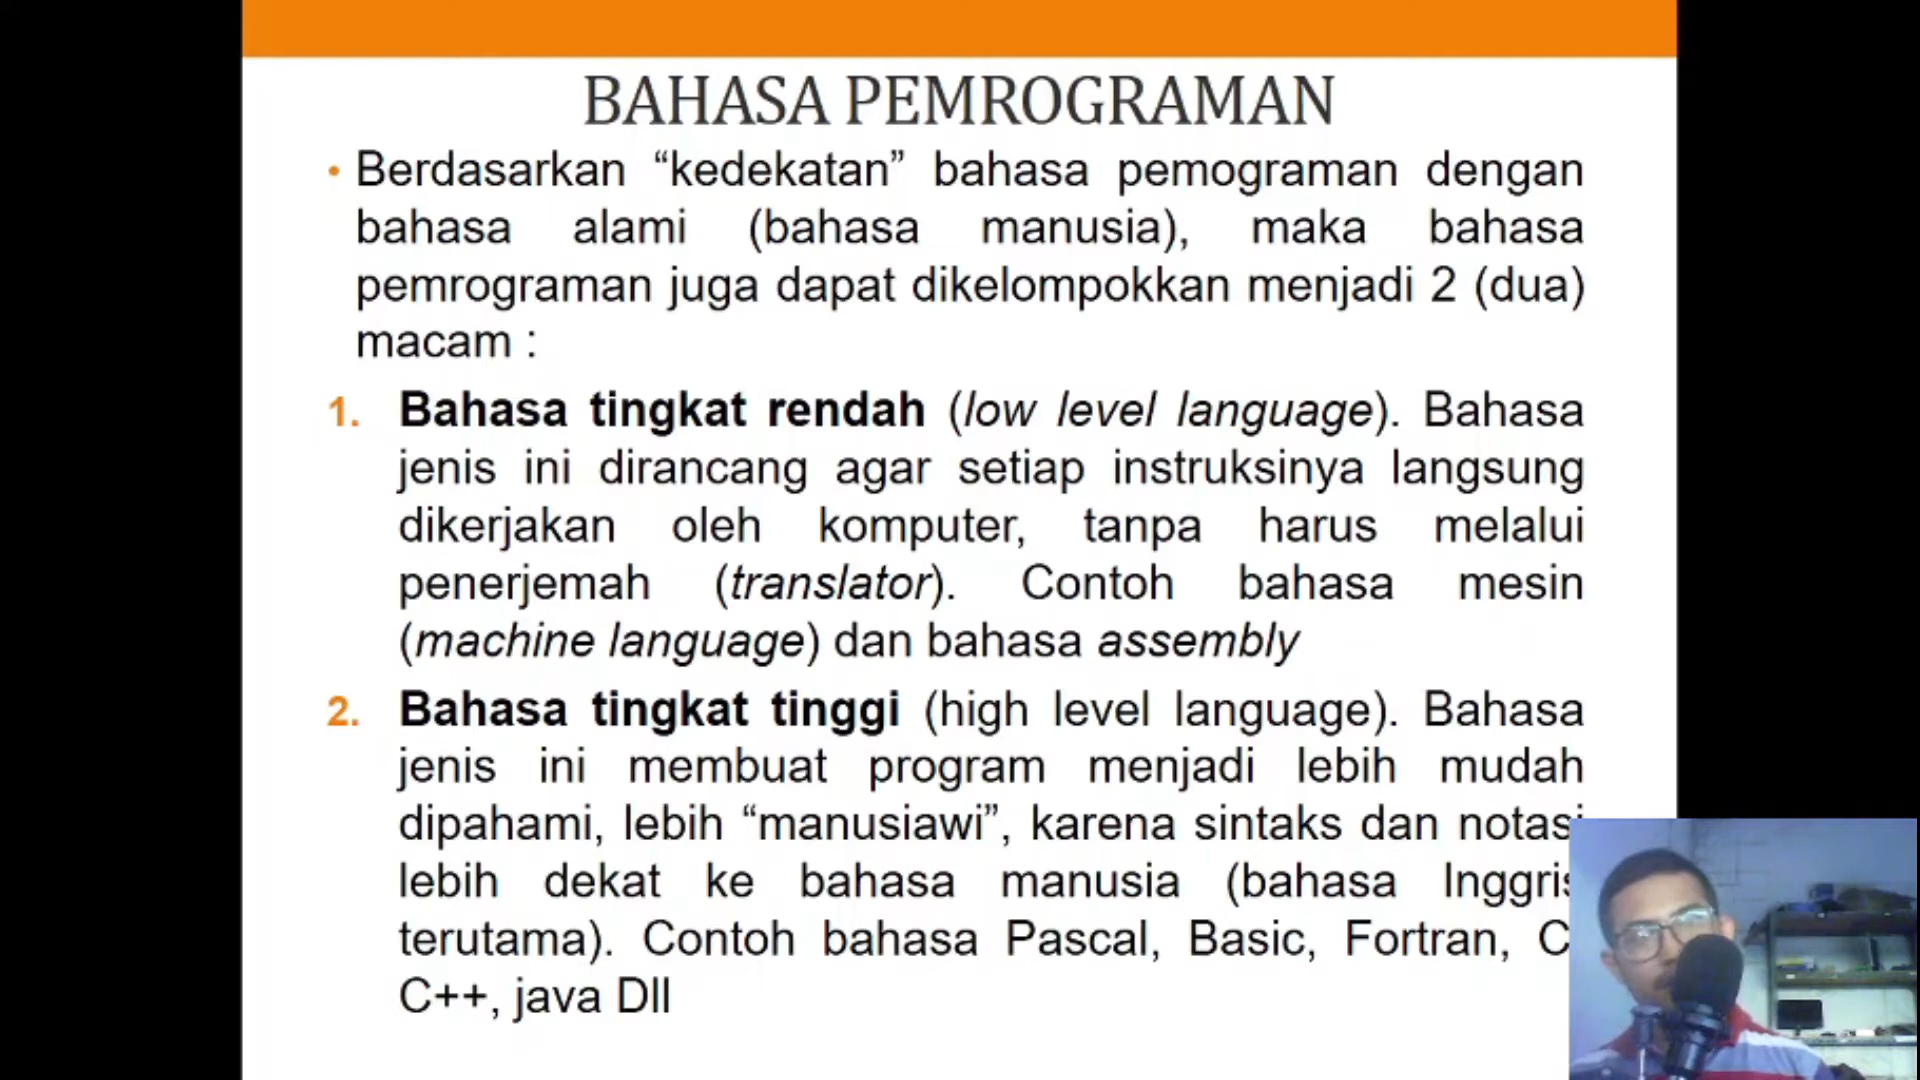 BAHASA PEMROGRAMAN
• Berdasarkan “kedekatan” bahasa pemograman dengan
bahasa alami (bahasa manusia), maka bahasa
pemrograman juga dapat dikelompokkan menjadi 2 (dua)
macam :
1. Bahasa tingkat rendah (low level language). Bahasa
jenis ini dirancang agar setiap instruksinya langsung
dikerjakan oleh komputer, tanpa harus melalui
penerjemah (translator). Contoh bahasa mesin
(machine language) dan bahasa assembly
2. Bahasa tingkat tinggi (high level language). Bahasa
jenis ini membuat program menjadi lebih mudah
dipahami, lebih “manusiawi”, karena sintaks dan notasi
lebih dekat ke bahasa manusia (bahasa Inggris
terutama). Contoh bahasa Pascal, Basic, Fortran, C
C++, java Dll